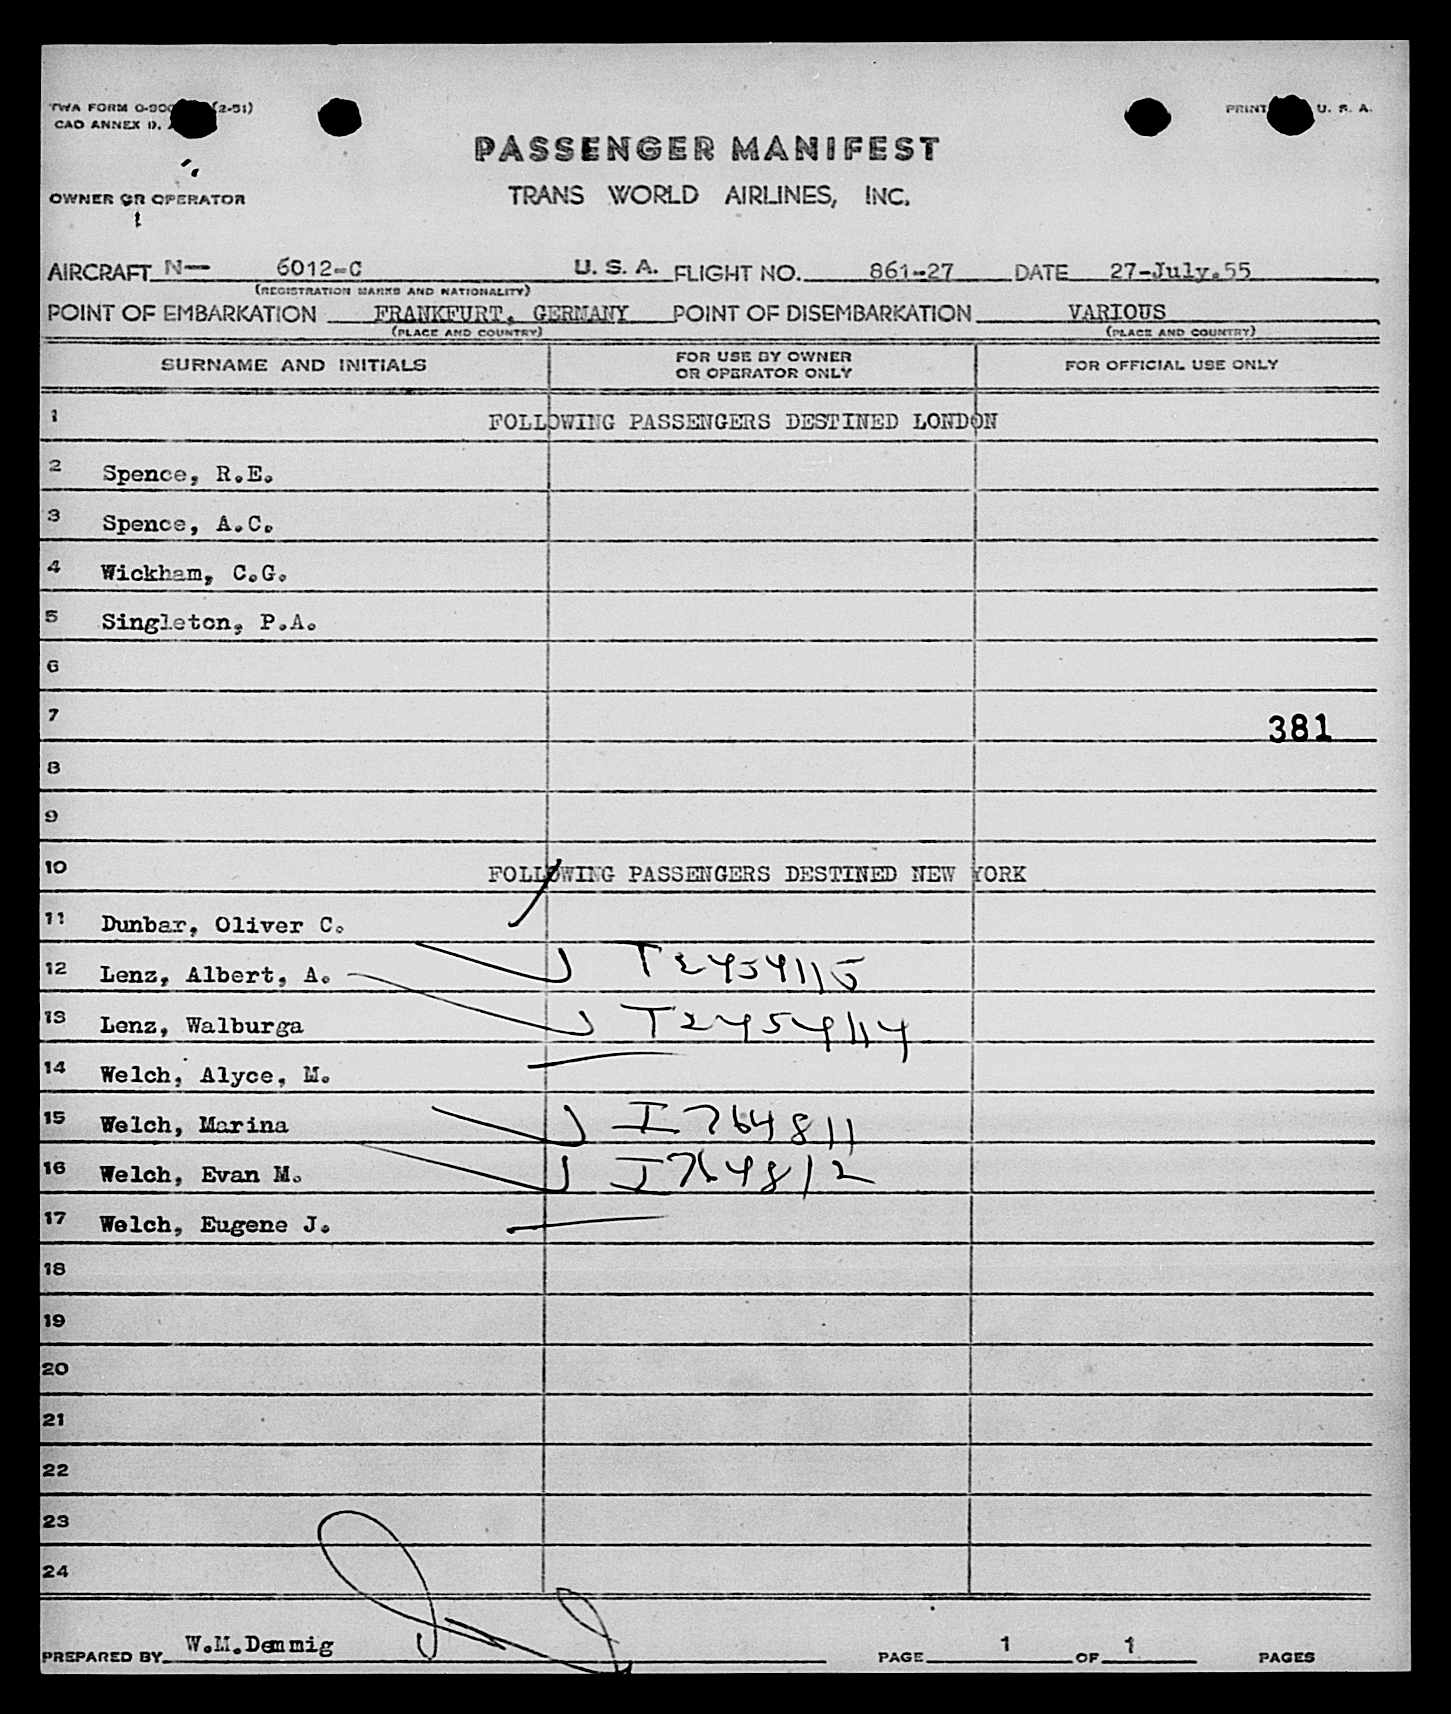 TWA FORM O-900 (2-51)
PRINT U. S. A.
CAO ANNEX D,
PASSENGER MANIFEST
OWNER OR OPERATOR
TRANS WORLD AIRLINES, INC.
AIRCRAFT N- 6012-C U. S. A. FLIGHT NO. 861-27 DATE 27-July.55
(REGISTRATION MARKS AND NATIONALITY)
POINT OF EMBARKATION FRANKFURT, GERMANY POINT OF DISEMBARKATION VARIOUS
(PLACE AND COUNTRY) (PLACE AND COUNTRY)
SURNAME AND INITIALS FOR USE BY OWNER OR OPERATOR ONLY FOR OFFICIAL USE ONLY
1 FOLLOWING PASSENGERS DESTINED LONDON
2 Spence, R.E.
3 Spence, A.C.
4 Wickham, C.G.
5 Singleton, P.A.
6
7 381
8
9
10 FOLLOWING PASSENGERS DESTINED NEW YORK
11 Dunbar, Oliver C.
12 Lenz, Albert, A. T2454115
13 Lenz, Walburga T2454114
14 Welch, Alyce, M.
15 Welch, Marina I764811
16 Welch, Evan M. I764812
17 Welch, Eugene J.
18
19
20
21
22
23
24
PREPARED BY W.M.Demmig PAGE 1 OF 1 PAGES